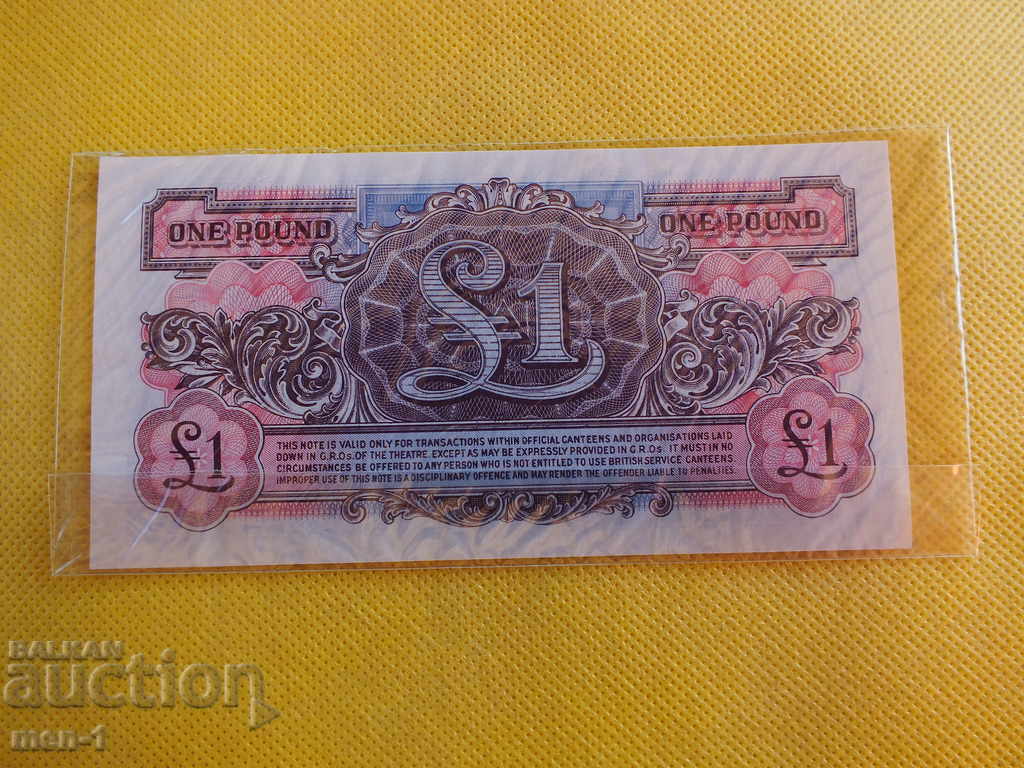 ONE POUND
ONE POUND
£1
THIS NOTE IS VALID ONLY FOR TRANSACTIONS WITHIN OFFICIAL CANTEENS AND ORGANISATIONS LAID
DOWN IN G.R.Os. OF THE THEATRE. EXCEPT AS MAY BE EXPRESSLY PROVIDED IN G.R.Os. IT MUST IN NO
CIRCUMSTANCES BE OFFERED TO ANY PERSON WHO IS NOT ENTITLED TO USE BRITISH SERVICE CANTEENS.
IMPROPER USE OF THIS NOTE IS A DISCIPLINARY OFFENCE AND MAY RENDER THE OFFENDER LIABLE TO PENALTIES.
£1
£1
BALKAN
auction
men-1